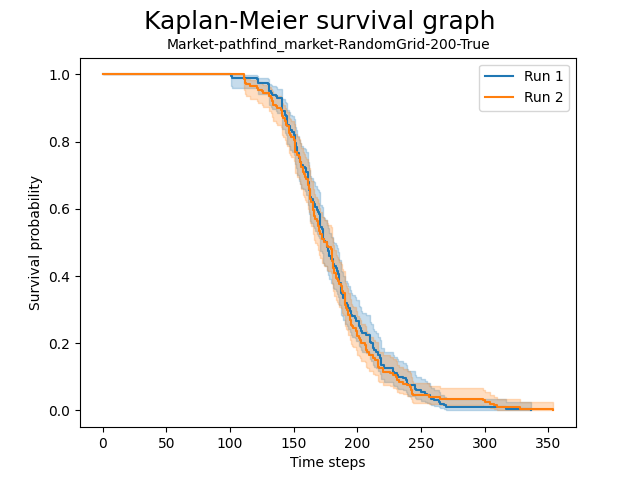 Kaplan-Meier survival graph
Market-pathfind_market-RandomGrid-200-True
Run 1
Run 2
Survival probability
1.0
0.8
0.6
0.4
0.2
0.0
0 50 100 150 200 250 300 350
Time steps